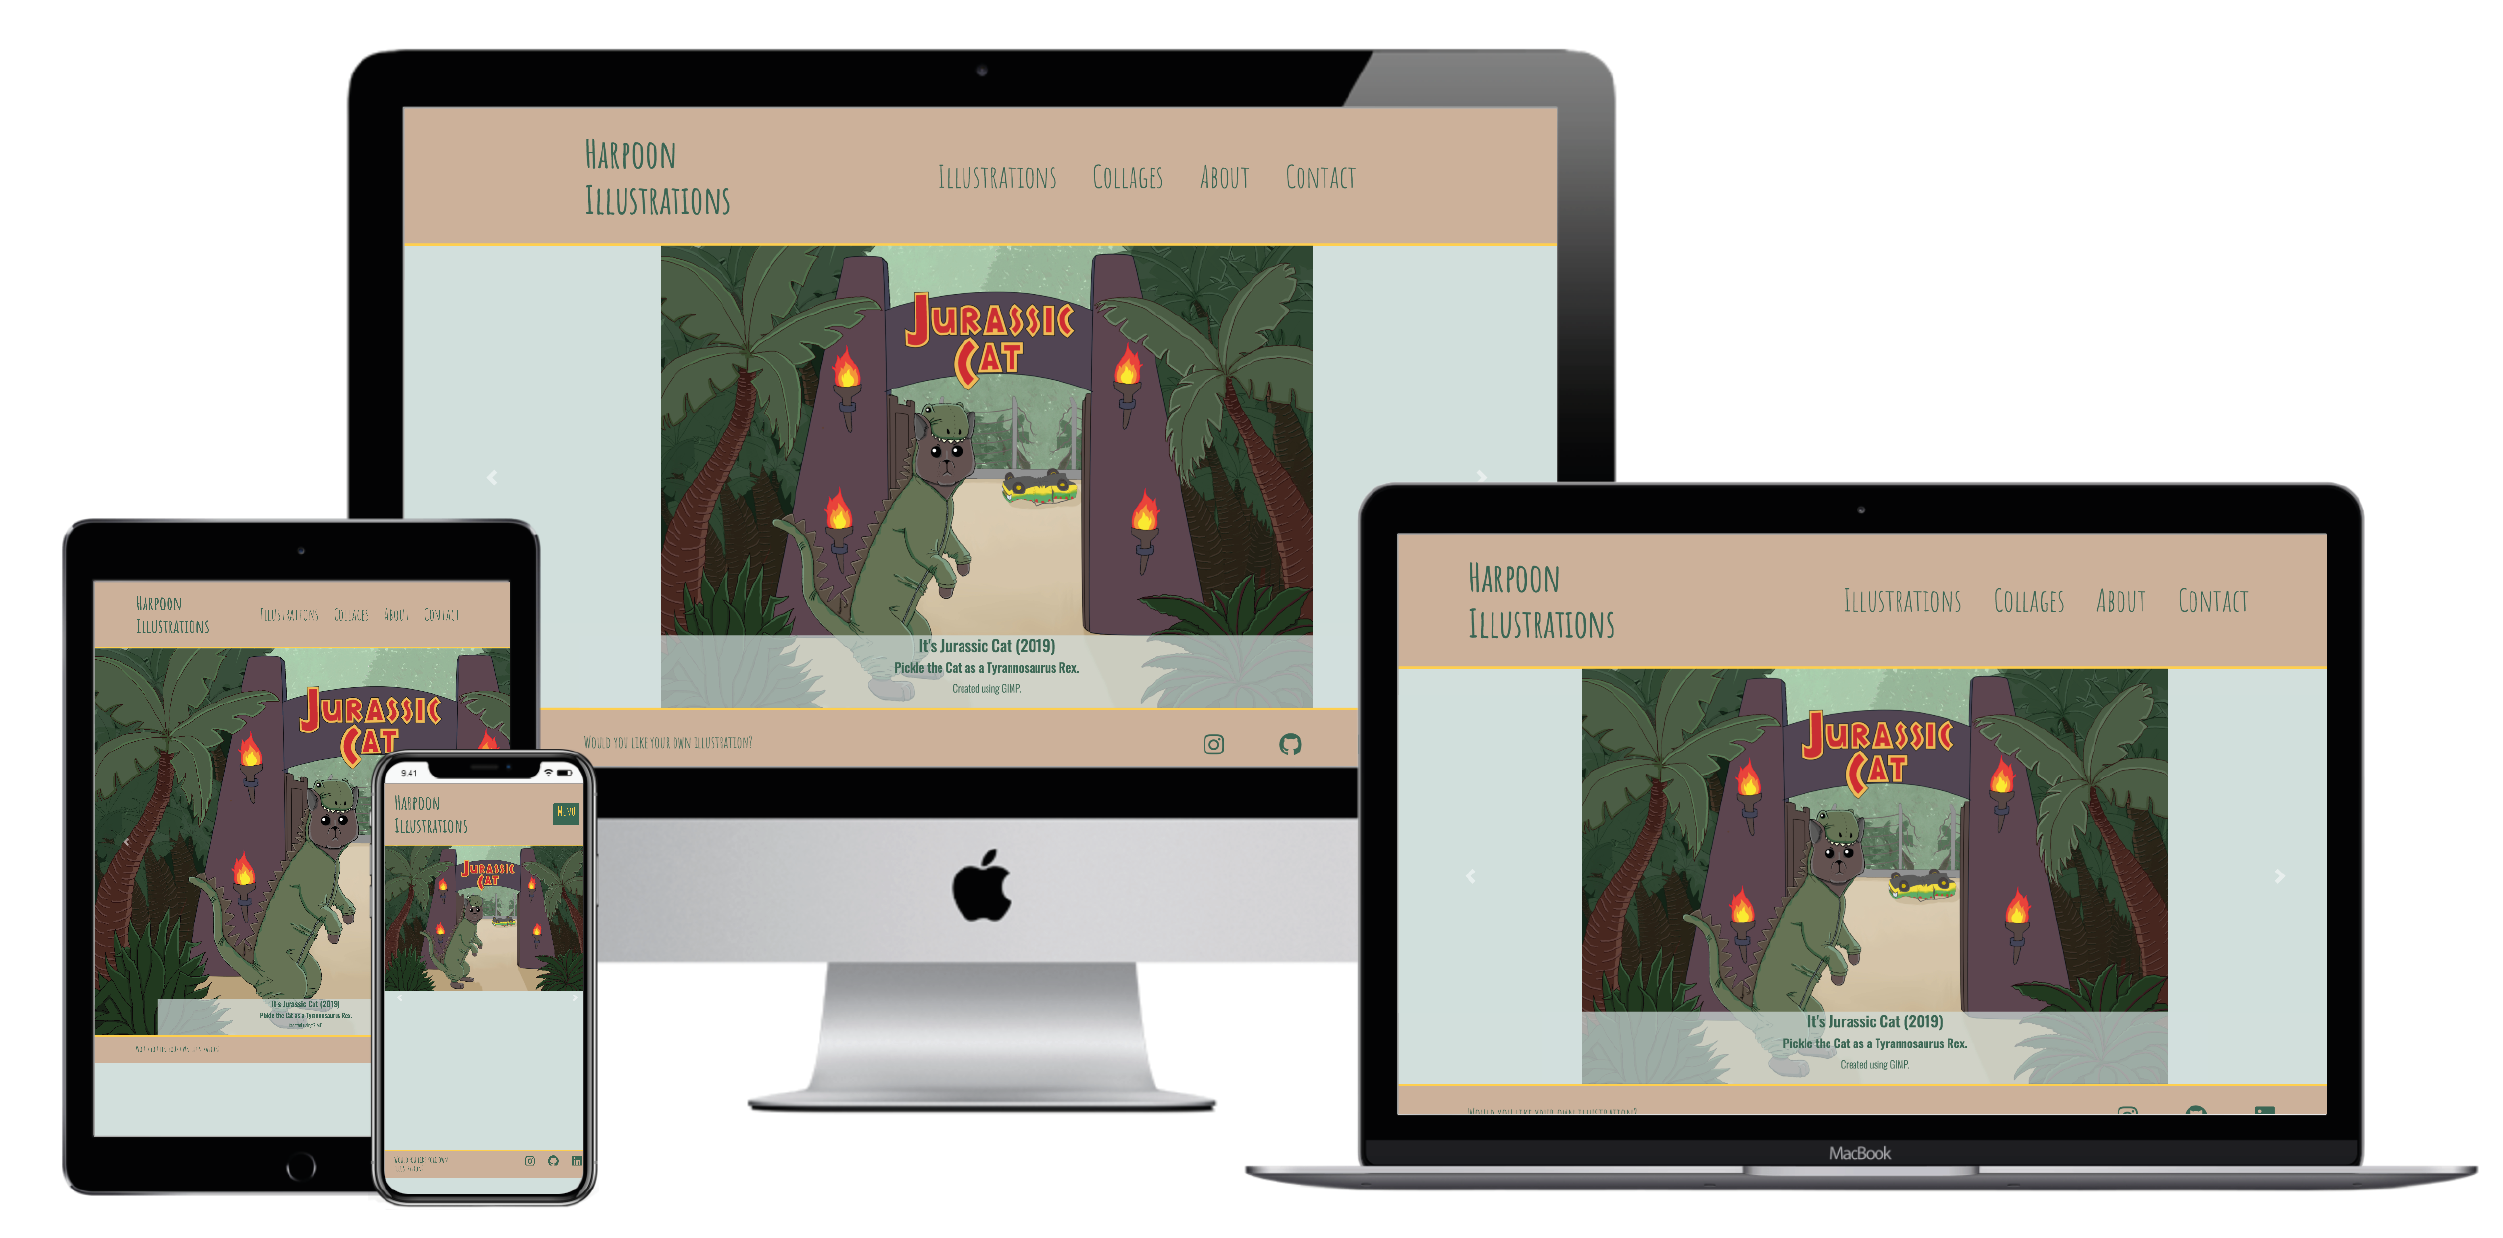 Harpoon
Illustrations
Illustrations Collages About Contact
Jurassic
Cat
It's Jurassic Cat (2019)
Pickle the Cat as a Tyrannosaurus Rex.
Created using GIMP.
Would you like your own illustration?
Harpoon
Illustrations
Illustrations Collages About Contact
Jurassic
Cat
It's Jurassic Cat (2019)
Pickle the Cat as a Tyrannosaurus Rex.
9:41
Harpoon
Illustrations
Menu
Jurassic
Cat
Harpoon
Illustrations
Illustrations Collages About Contact
Jurassic
Cat
It's Jurassic Cat (2019)
Pickle the Cat as a Tyrannosaurus Rex.
Created using GIMP.
Would you like your own illustration?
MacBook